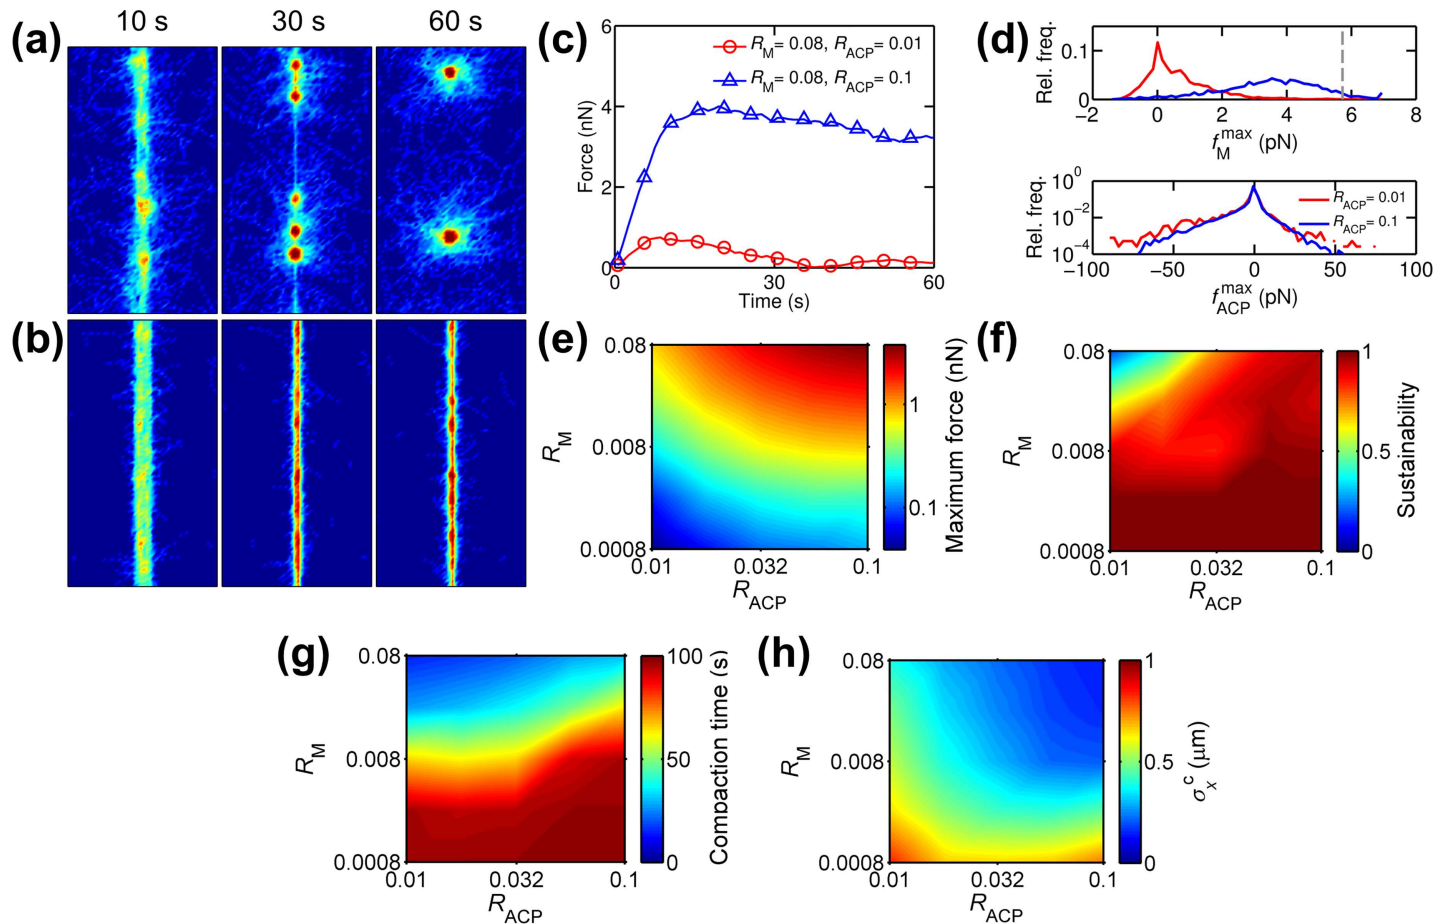 10 s 30 s 60 s
(a)
(b)
(c)
6
4
2
0
Force (nN)
0 30 60
Time (s)
R_M = 0.08, R_ACP = 0.01
R_M = 0.08, R_ACP = 0.1
(d)
Rel. freq.
0.1
0
−2 0 2 4 6 8
f_M^max (pN)
Rel. freq.
10^0
10^−2
10^−4
R_ACP = 0.01
R_ACP = 0.1
−100 −50 0 50 100
f_ACP^max (pN)
(e)
0.08
0.008
0.0008
R_M
0.01 0.032 0.1
R_ACP
1
0.1
Maximum force (nN)
(f)
0.08
0.008
0.0008
R_M
0.01 0.032 0.1
R_ACP
1
0.5
0
Sustainability
(g)
0.08
0.008
0.0008
R_M
0.01 0.032 0.1
R_ACP
100
50
0
Compaction time (s)
(h)
0.08
0.008
0.0008
R_M
0.01 0.032 0.1
R_ACP
1
0.5
0
σ_x^c (μm)